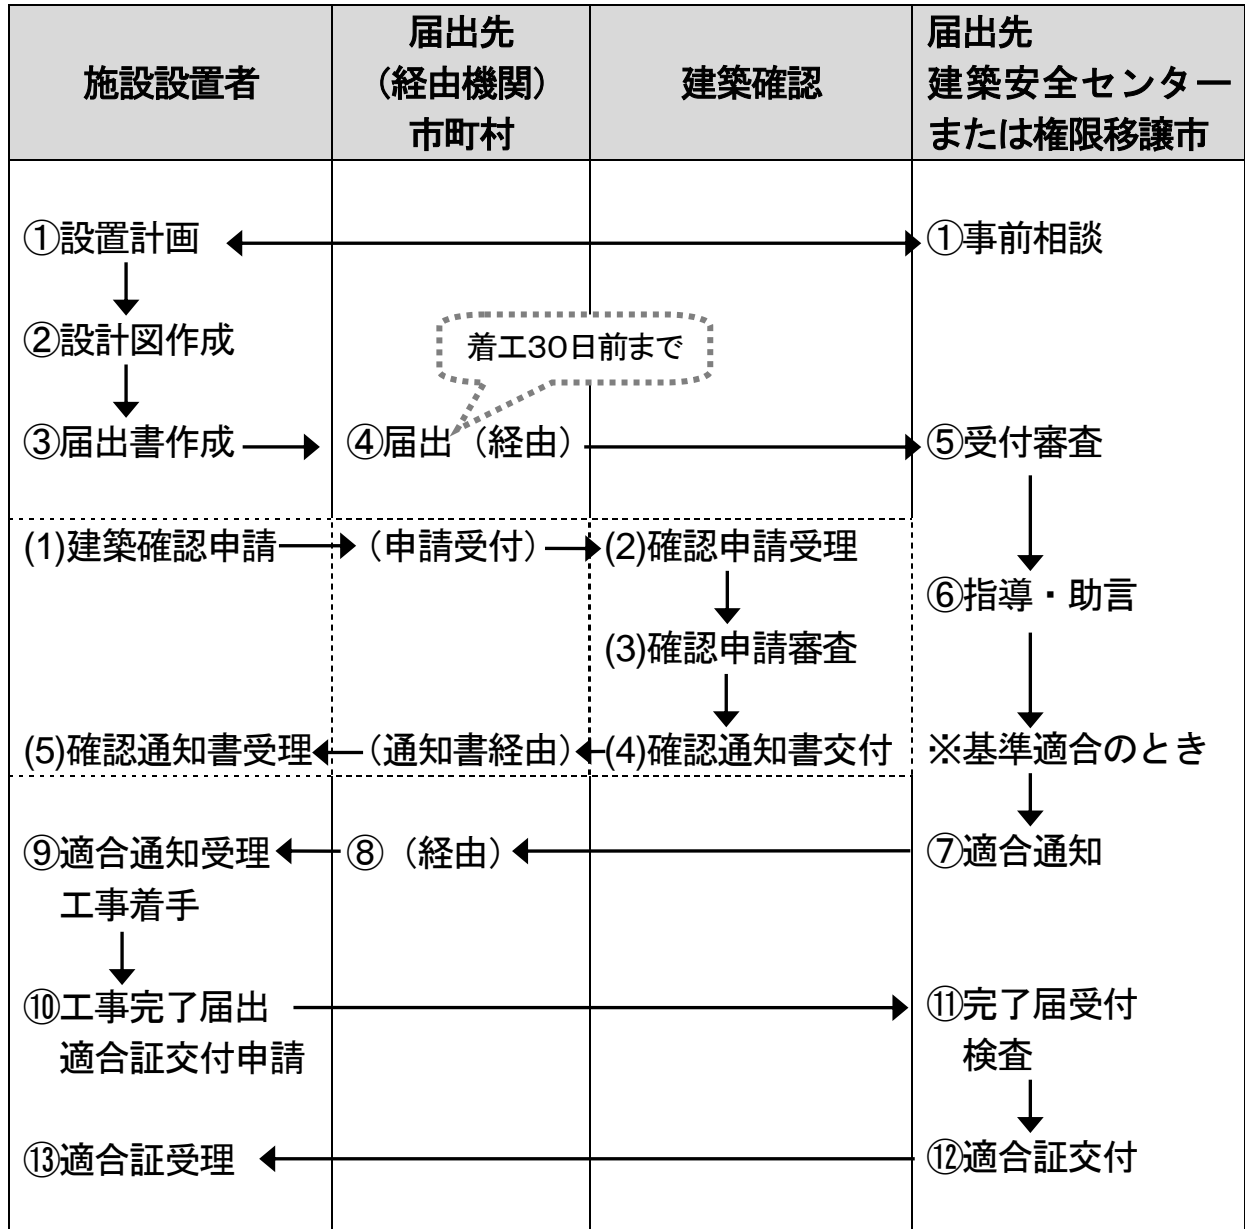 施設設置者
届出先
（経由機関）
市町村
建築確認
届出先
建築安全センター
または権限移譲市
①設置計画
①事前相談
②設計図作成
着工30日前まで
③届出書作成
④届出（経由）
⑤受付審査
(1)建築確認申請
（申請受付）
(2)確認申請受理
⑥指導・助言
(3)確認申請審査
(5)確認通知書受理
（通知書経由）
(4)確認通知書交付
※基準適合のとき
⑨適合通知受理
⑧（経由）
⑦適合通知
工事着手
⑩工事完了届出
⑪完了届受付
適合証交付申請
検査
⑬適合証受理
⑫適合証交付